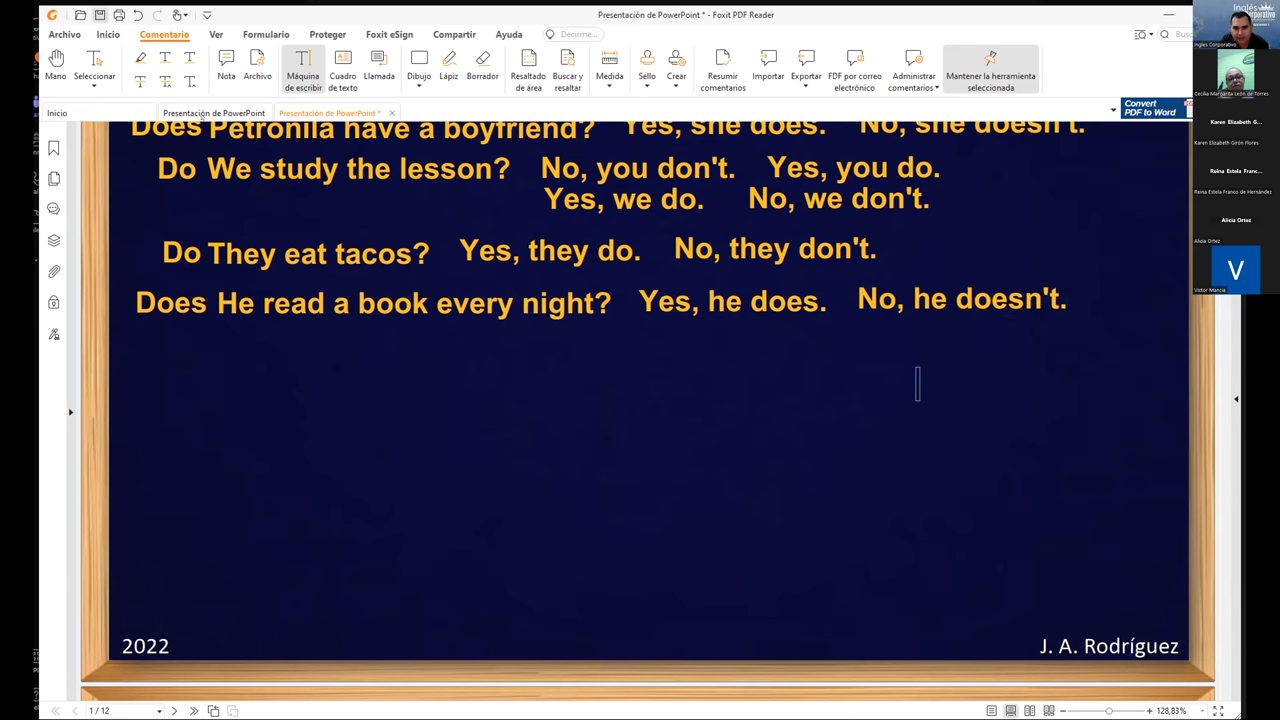 Presentación de PowerPoint * - Foxit PDF Reader
Archivo Inicio Comentario Ver Formulario Proteger Foxit eSign Compartir Ayuda Decirme... Busc
Mano Seleccionar Nota Archivo Máquina de escribir Cuadro de texto Llamada Dibujo Lápiz Borrador Resaltado de área Buscar y resaltar Medida Sello Crear Resumir comentarios Importar Exportar FDF por correo electrónico Administrar comentarios Mantener la herramienta seleccionada
Inicio Presentación de PowerPoint Presentación de PowerPoint *
Convert PDF to Word
Does Petronila have a boyfriend? Yes, she does. No, she doesn't.
Do We study the lesson? No, you don't. Yes, you do.
Yes, we do. No, we don't.
Do They eat tacos? Yes, they do. No, they don't.
Does He read a book every night? Yes, he does. No, he doesn't.
2022 J. A. Rodríguez
1 / 12 128,83%
Inglés
Corporativo
Ingles Corporativo
Cecilia Margarita León de Torres
Karen Elizabeth G...
Karen Elizabeth Girón Flores
Reina Estela Franc...
Reina Estela Franco de Hernández
Alicia Ortez
Alicia Ortez
V
Victor Mancia